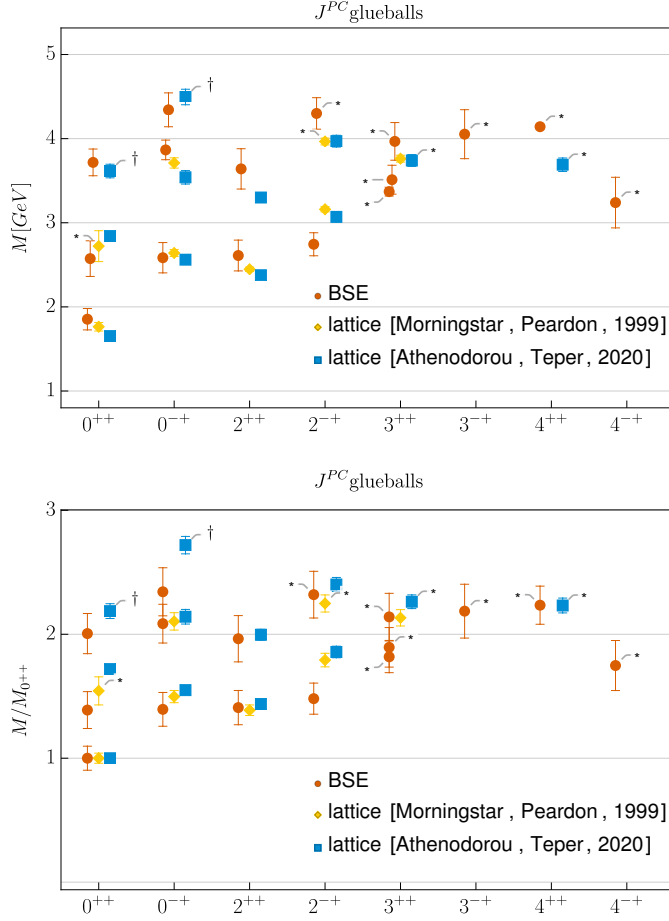 J^{PC} glueballs
M[GeV]
5
4
3
2
1
† † * * * * * * * * * * *
BSE
lattice [Morningstar, Peardon, 1999]
lattice [Athenodorou, Teper, 2020]
0^{++} 0^{-+} 2^{++} 2^{-+} 3^{++} 3^{-+} 4^{++} 4^{-+}
J^{PC} glueballs
M/M_{0^{++}}
3
2
1
† † * * * * * * * * * *
BSE
lattice [Morningstar, Peardon, 1999]
lattice [Athenodorou, Teper, 2020]
0^{++} 0^{-+} 2^{++} 2^{-+} 3^{++} 3^{-+} 4^{++} 4^{-+}